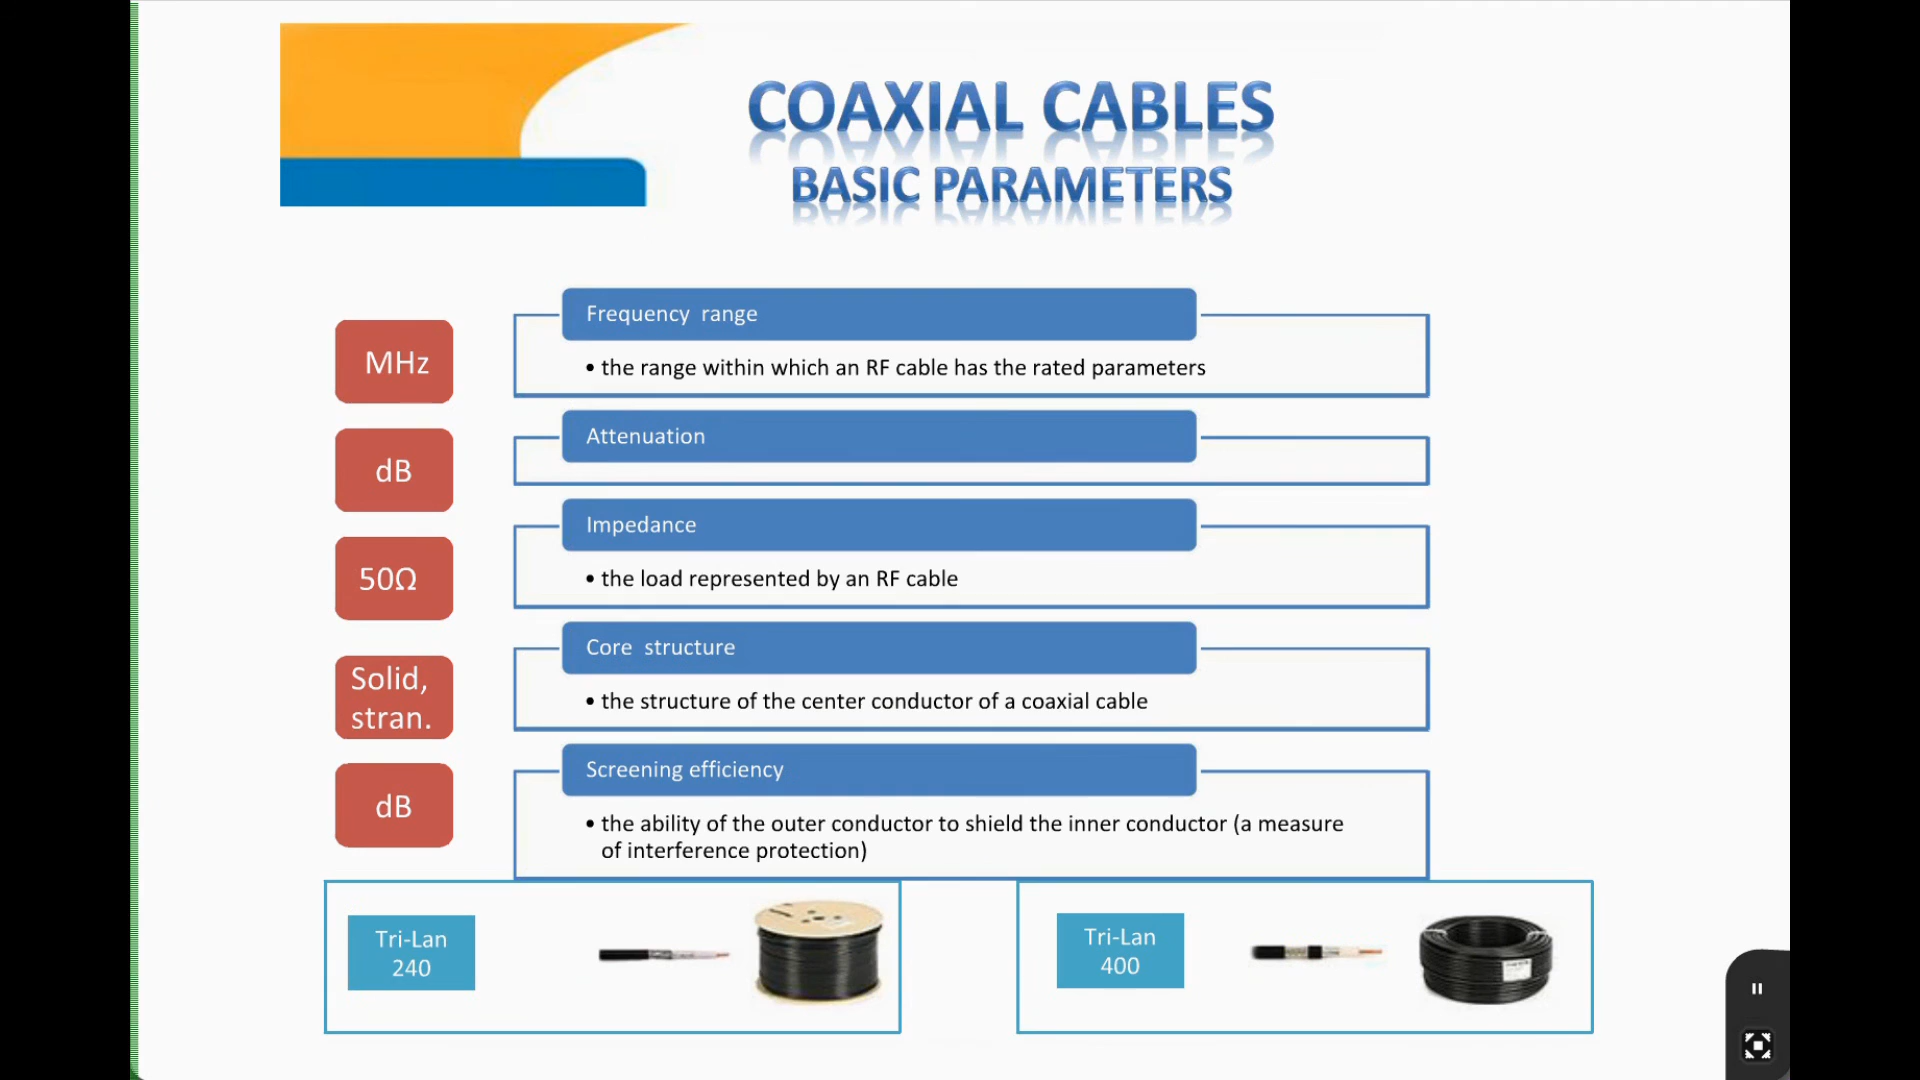 COAXIAL CABLES
BASIC PARAMETERS
MHz
Frequency range
• the range within which an RF cable has the rated parameters
dB
Attenuation
50Ω
Impedance
• the load represented by an RF cable
Solid,
stran.
Core structure
• the structure of the center conductor of a coaxial cable
dB
Screening efficiency
• the ability of the outer conductor to shield the inner conductor (a measure
of interference protection)
Tri-Lan
240
Tri-Lan
400